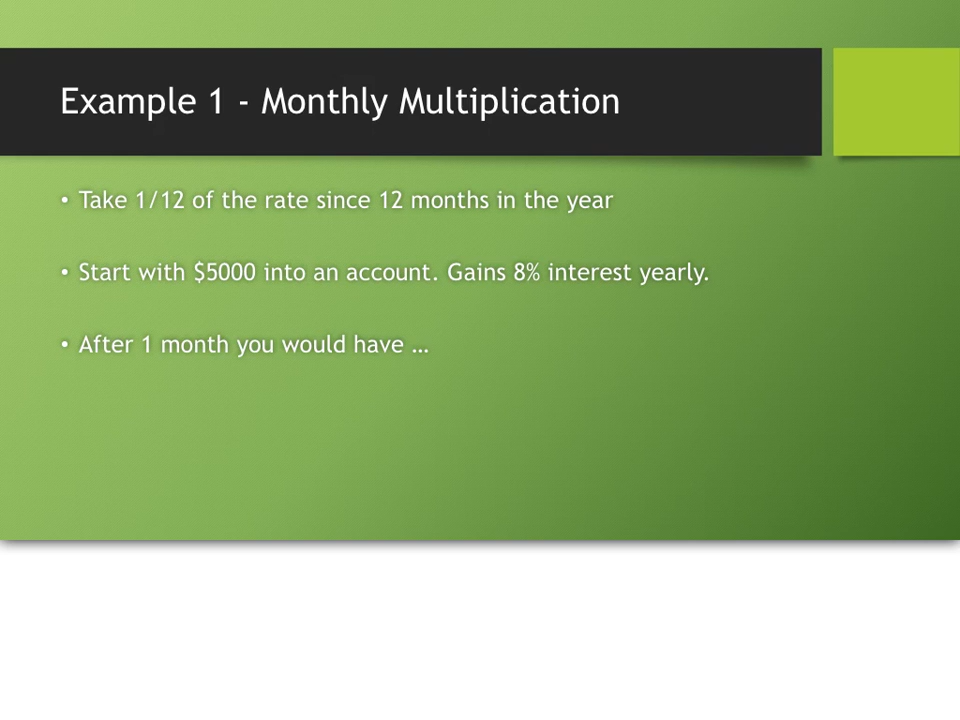 Example 1 - Monthly Multiplication
• Take 1/12 of the rate since 12 months in the year
• Start with $5000 into an account. Gains 8% interest yearly.
• After 1 month you would have …